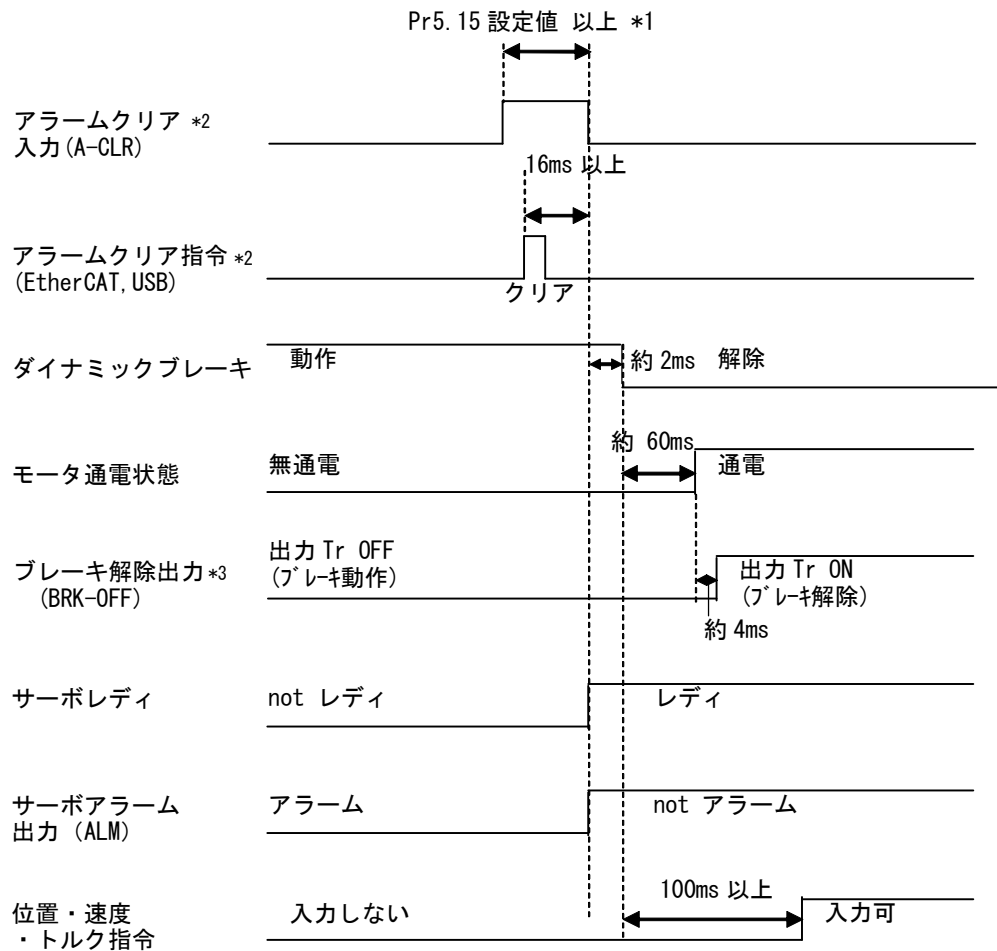 Pr5.15 設定値 以上 *1
アラームクリア *2
入力(A-CLR)
16ms 以上
アラームクリア指令 *2
(EtherCAT,USB)
クリア
ダイナミックブレーキ 動作 約 2ms 解除
約 60ms
モータ通電状態 無通電 通電
ブレーキ解除出力 *3
(BRK-OFF)
出力 Tr OFF
(ブレーキ動作)
出力 Tr ON
(ブレーキ解除)
約 4ms
サーボレディ not レディ レディ
サーボアラーム
出力 (ALM)
アラーム not アラーム
100ms 以上
位置・速度
・トルク指令
入力しない 入力可